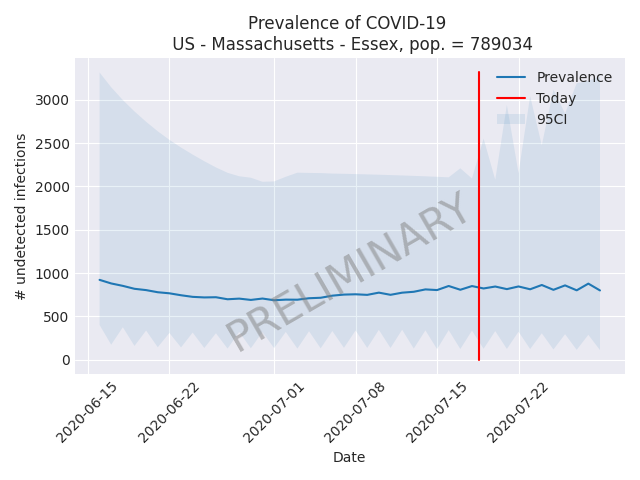 Prevalence of COVID-19
US - Massachusetts - Essex, pop. = 789034
# undetected infections
3000
2500
2000
1500
1000
500
0
Prevalence
Today
95CI
PRELIMINARY
2020-06-15
2020-06-22
2020-07-01
2020-07-08
2020-07-15
2020-07-22
Date